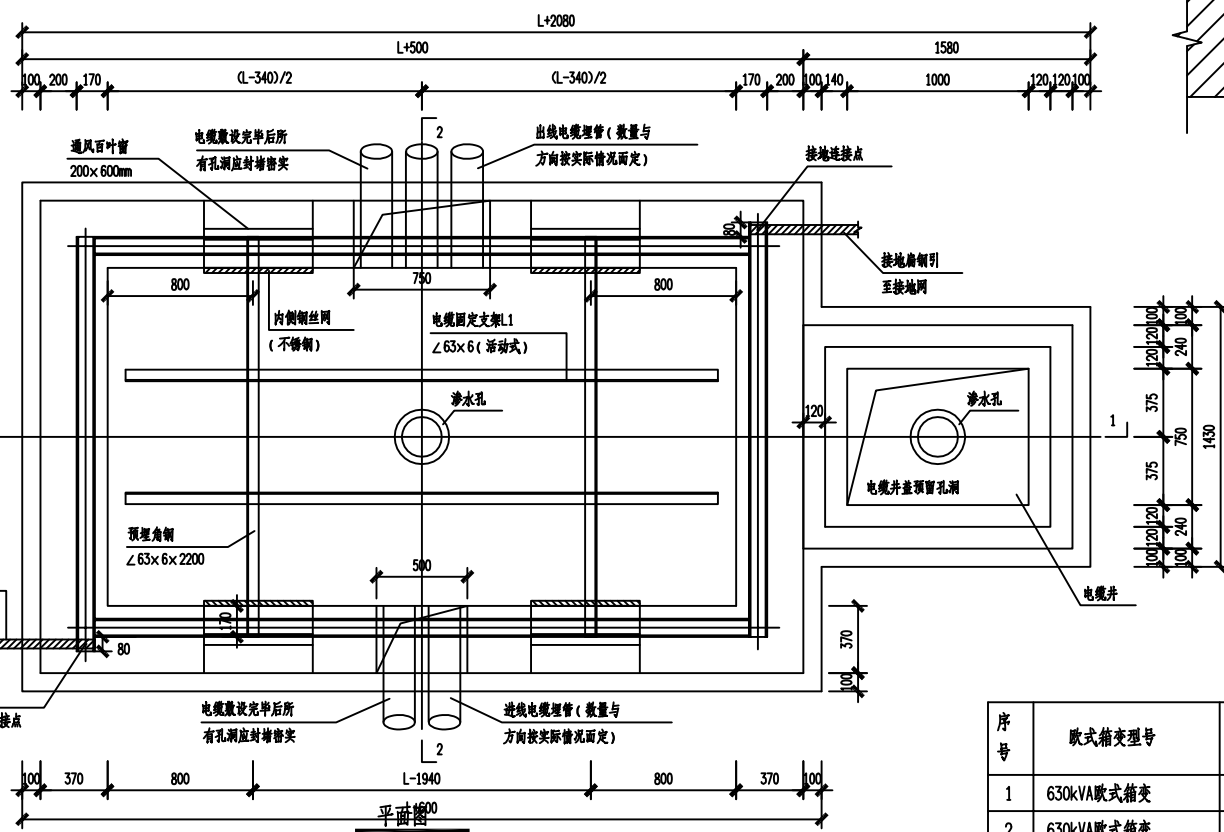 L+2080
L+500
1580
100
200
170
(L-340)/2
(L-340)/2
170
200
100
140
1000
120
120
100
2
通风百叶窗
200×600mm
电缆敷设完毕后所
有孔洞应封堵密实
出线电缆埋管(数量与
方向按实际情况而定)
接地连接点
80
接地扁钢引
至接地网
800
750
800
内侧钢丝网
(不锈钢)
电缆固定支架L1
∠63×6(活动式)
渗水孔
120
渗水孔
电缆井盖预留孔洞
1
100
120
120
375
375
120
120
100
100
240
750
240
100
1430
预埋角钢
∠63×6×2200
500
170
80
370
100
电缆井
接点
电缆敷设完毕后所
有孔洞应封堵密实
进线电缆埋管(数量与
方向按实际情况而定)
2
100
370
800
L-1940
800
370
100
平面图
序号
欧式箱变型号
1
630kVA欧式箱变
2
630kVA欧式箱变